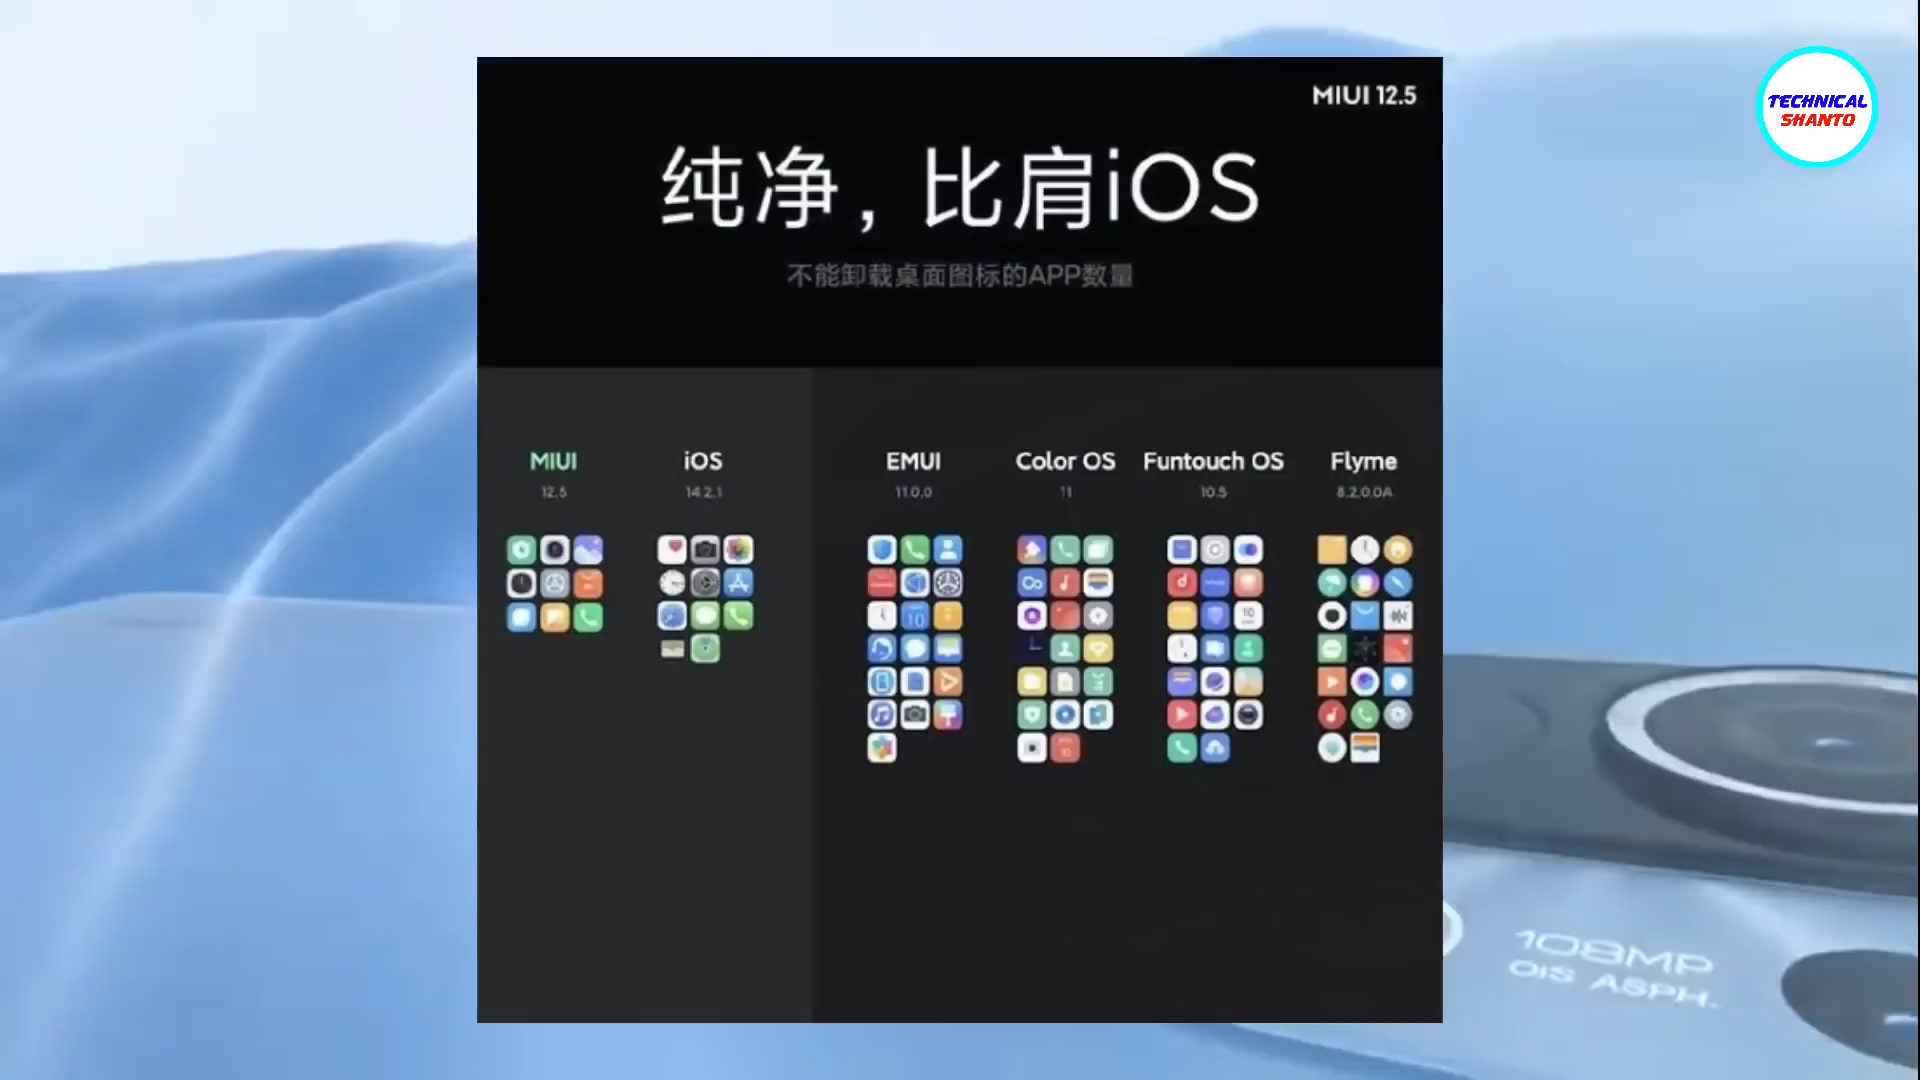 TECHNICAL
SHANTO
MIUI 12.5
纯净，比肩iOS
不能卸载桌面图标的APP数量
MIUI
12.5
iOS
14.2.1
EMUI
11.0.0
Color OS
11
Funtouch OS
10.5
Flyme
8.2.0.0A
108MP
OIS ASPH.